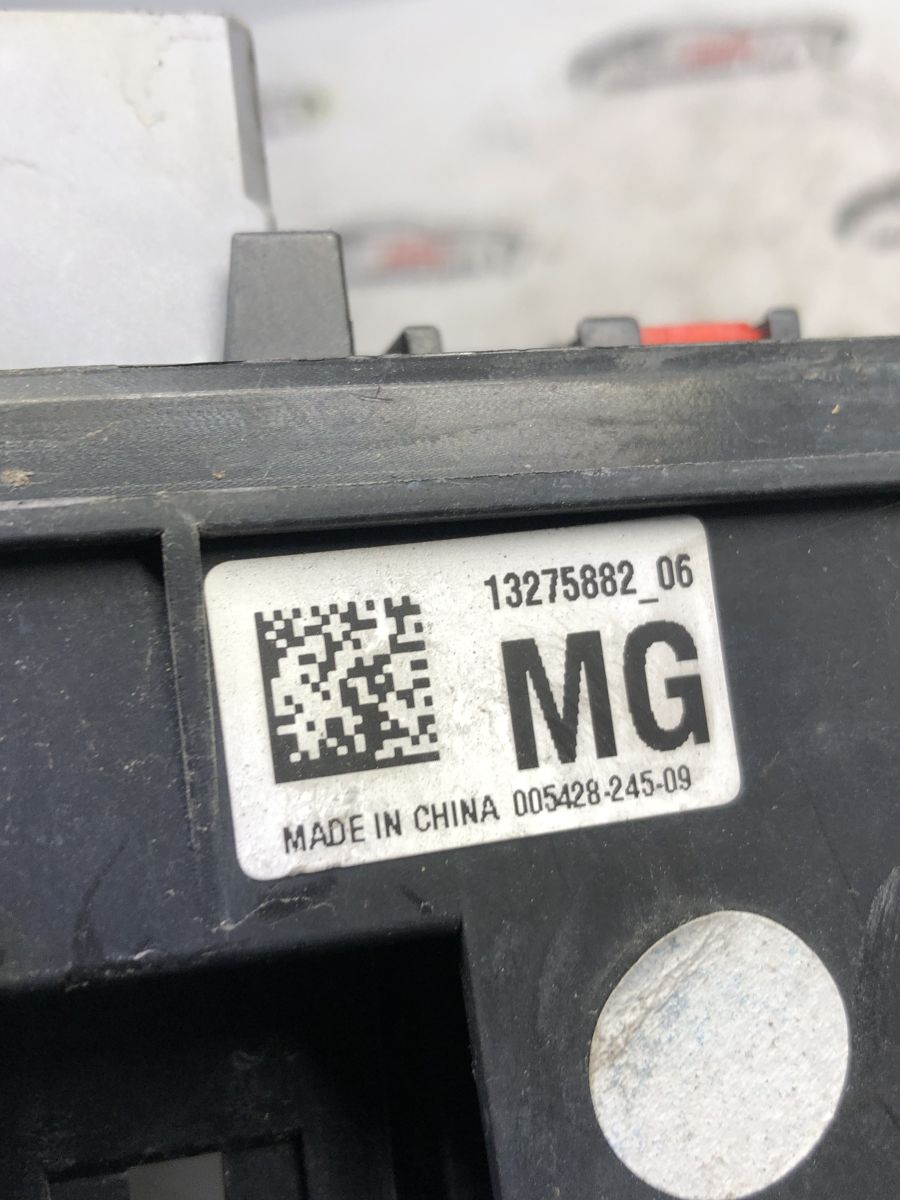 13275882_06
MG
MADE IN CHINA 005428-245-09